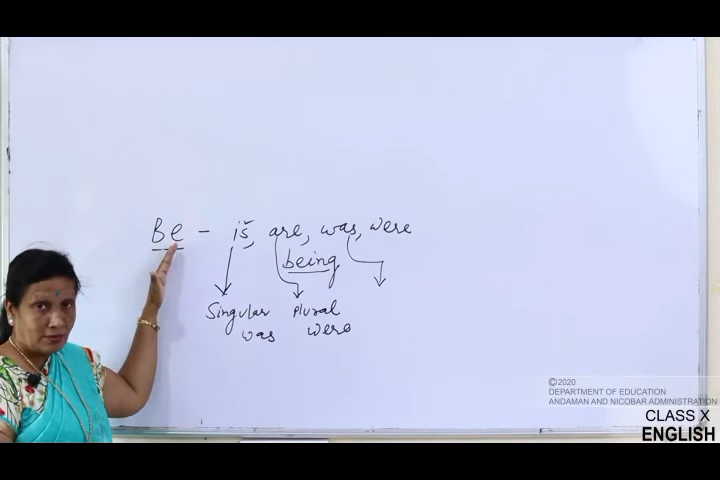 Be - is, are, was, were
being
Singular Plural
was were
©2020
DEPARTMENT OF EDUCATION
ANDAMAN AND NICOBAR ADMINISTRATION
CLASS X
ENGLISH